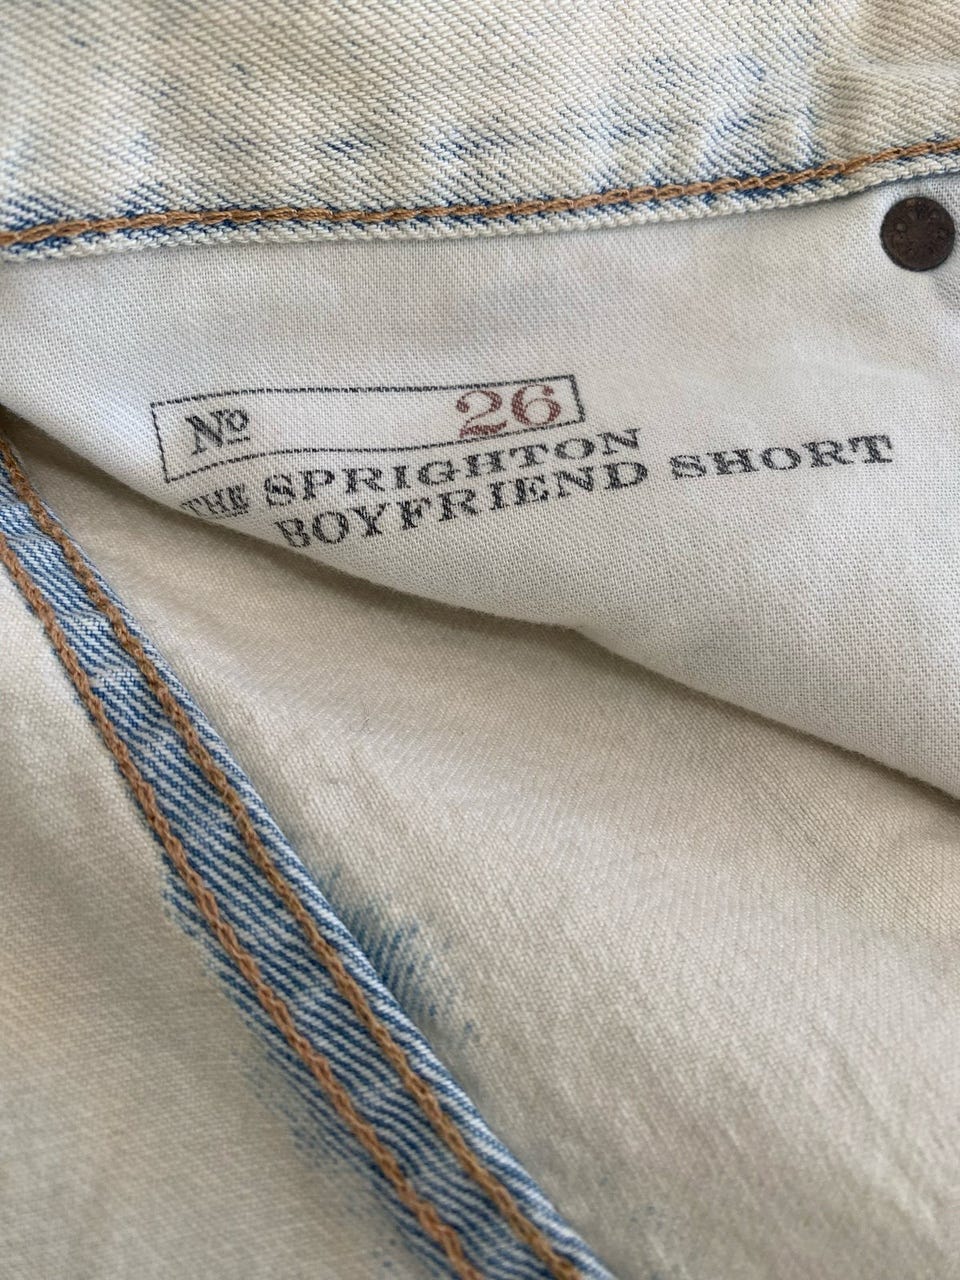 No 26
THE SPRIGHTON
BOYFRIEND SHORT